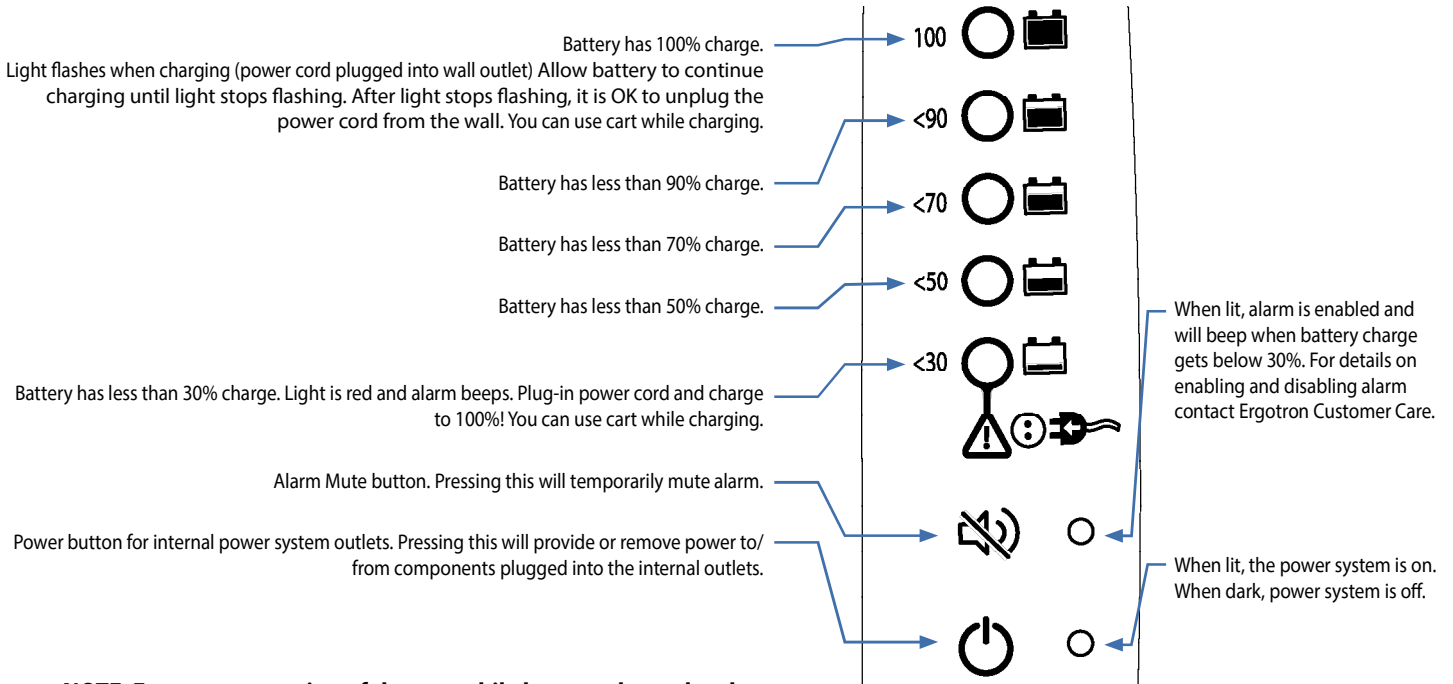 Battery has 100% charge.
100
Light flashes when charging (power cord plugged into wall outlet) Allow battery to continue
charging until light stops flashing. After light stops flashing, it is OK to unplug the
power cord from the wall. You can use cart while charging.
<90
Battery has less than 90% charge.
<70
Battery has less than 70% charge.
<50
Battery has less than 50% charge.
<30
Battery has less than 30% charge. Light is red and alarm beeps. Plug-in power cord and charge
to 100%! You can use cart while charging.
When lit, alarm is enabled and
will beep when battery charge
gets below 30%. For details on
enabling and disabling alarm
contact Ergotron Customer Care.
Alarm Mute button. Pressing this will temporarily mute alarm.
Power button for internal power system outlets. Pressing this will provide or remove power to/
from components plugged into the internal outlets.
When lit, the power system is on.
When dark, power system is off.